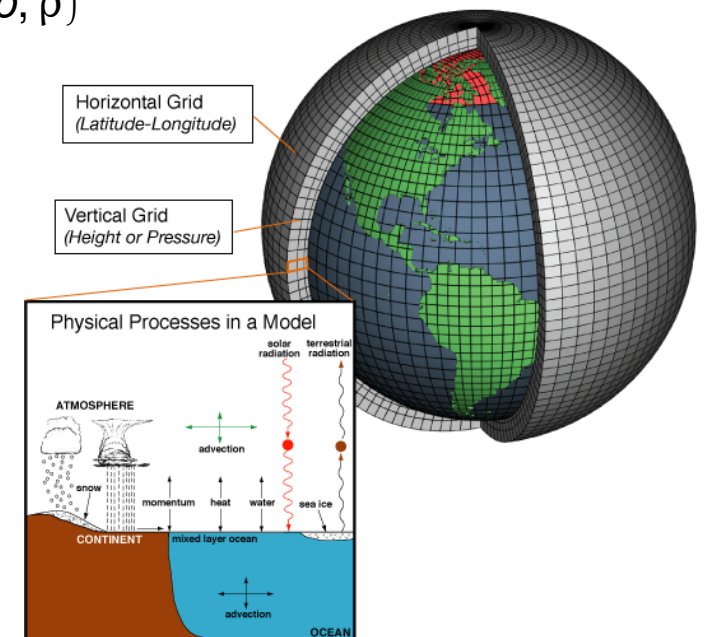 ρ, ρ)
Horizontal Grid
(Latitude-Longitude)
Vertical Grid
(Height or Pressure)
Physical Processes in a Model
solar radiation
terrestrial radiation
ATMOSPHERE
advection
snow
momentum
heat
water
sea ice
CONTINENT
mixed layer ocean
advection
OCEAN